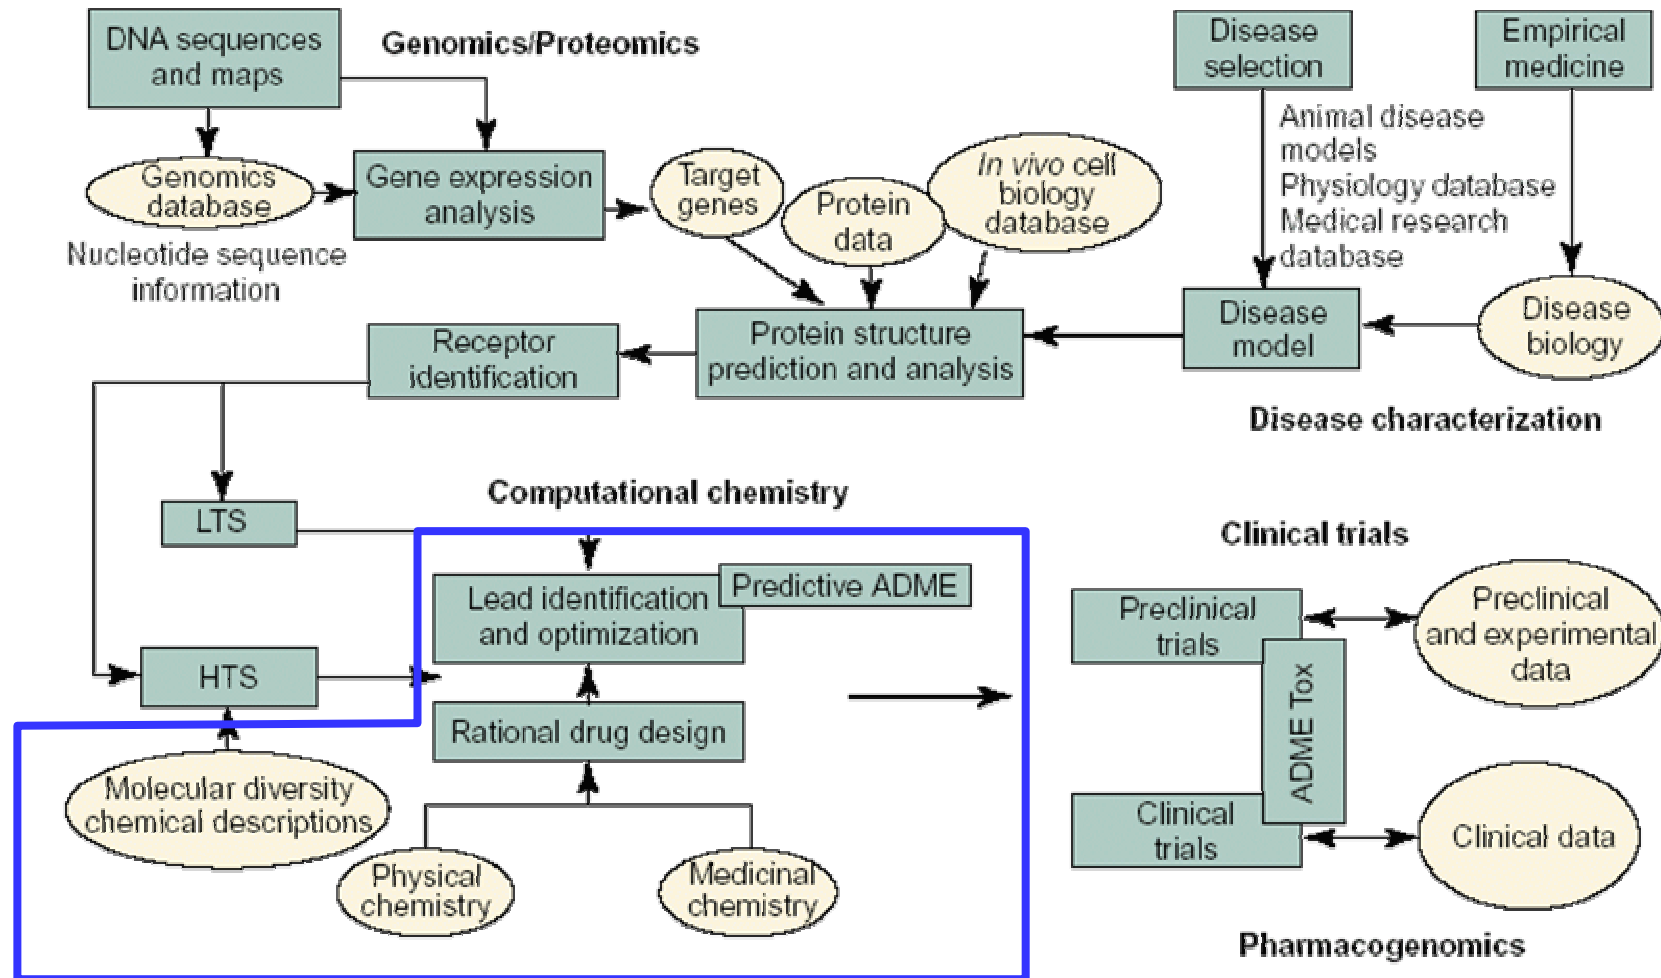 DNA sequences
and maps
Genomics/Proteomics
Disease
selection
Empirical
medicine
Animal disease
models
Physiology database
Medical research
database
Genomics
database
Gene expression
analysis
Target
genes
Protein
data
In vivo cell
biology
database
Nucleotide sequence
information
Receptor
identification
Protein structure
prediction and analysis
Disease
model
Disease
biology
Disease characterization
LTS
Computational chemistry
Clinical trials
Lead identification
and optimization
Predictive ADME
Preclinical
trials
Preclinical
and experimental
data
HTS
Rational drug design
ADME Tox
Molecular diversity
chemical descriptions
Physical
chemistry
Medicinal
chemistry
Clinical
trials
Clinical data
Pharmacogenomics